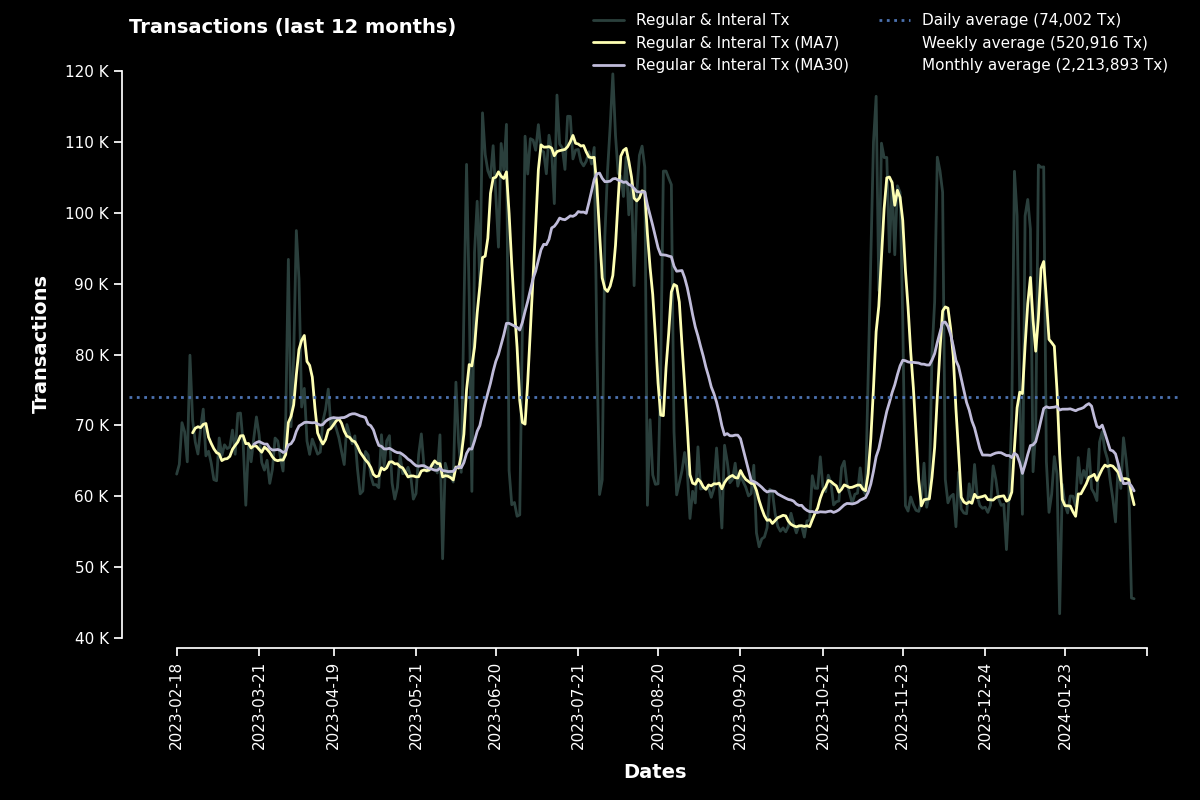 Transactions (last 12 months)
Regular & Interal Tx
Regular & Interal Tx (MA7)
Regular & Interal Tx (MA30)
Daily average (74,002 Tx)
Weekly average (520,916 Tx)
Monthly average (2,213,893 Tx)
120 K
110 K
100 K
90 K
80 K
70 K
60 K
50 K
40 K
Transactions
2023-02-18
2023-03-21
2023-04-19
2023-05-21
2023-06-20
2023-07-21
2023-08-20
2023-09-20
2023-10-21
2023-11-23
2023-12-24
2024-01-23
Dates